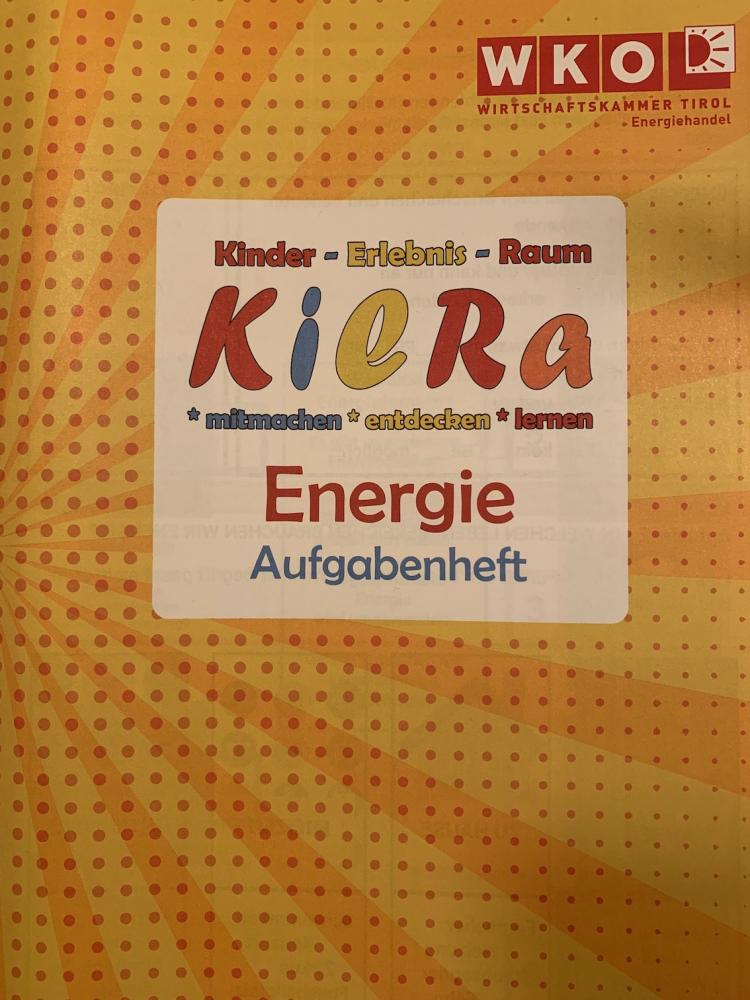 WKO
WIRTSCHAFTSKAMMER TIROL
Energiehandel
Kinder - Erlebnis - Raum
KiERa
* mitmachen * entdecken * lernen
Energie
Aufgabenheft